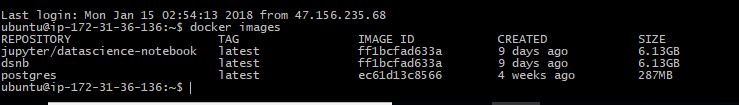 Last login: Mon Jan 15 02:54:13 2018 from 47.156.235.68
ubuntu@ip-172-31-36-136:~$ docker images
REPOSITORY TAG IMAGE ID CREATED SIZE
jupyter/datascience-notebook latest ff1bcfad633a 9 days ago 6.13GB
dsnb latest ff1bcfad633a 9 days ago 6.13GB
postgres latest ec61d13c8566 4 weeks ago 287MB
ubuntu@ip-172-31-36-136:~$